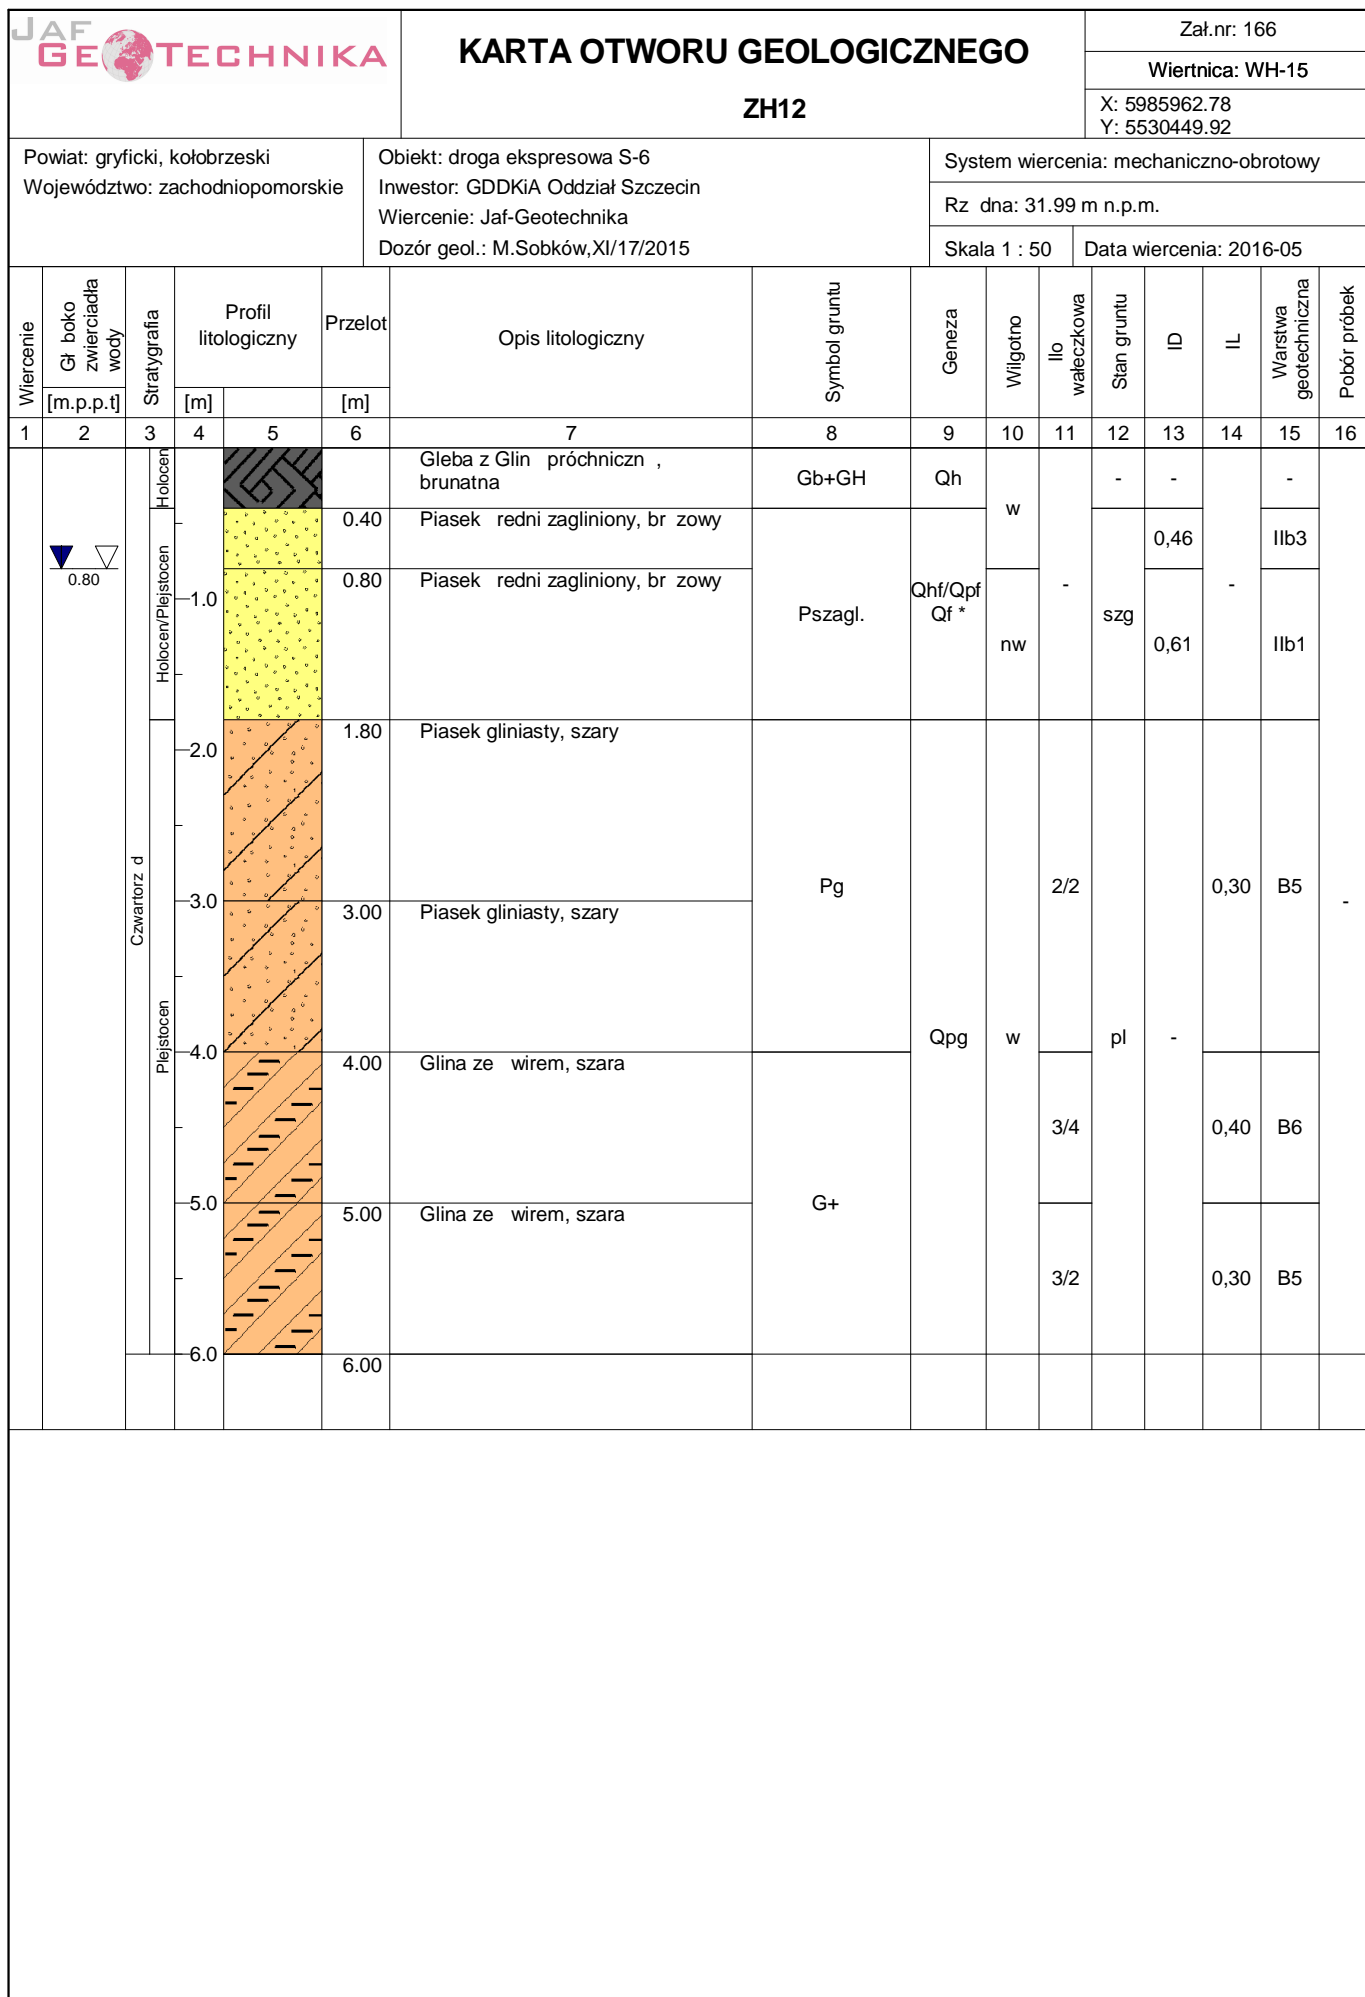 JAF
GEOTECHNIKA
KARTA OTWORU GEOLOGICZNEGO
ZH12
Zał.nr: 166
Wiertnica: WH-15
X: 5985962.78
Y: 5530449.92
Powiat: gryficki, kołobrzeski
Województwo: zachodniopomorskie
Obiekt: droga ekspresowa S-6
Inwestor: GDDKiA Oddział Szczecin
Wiercenie: Jaf-Geotechnika
Dozór geol.: M.Sobków,XI/17/2015
System wiercenia: mechaniczno-obrotowy
Rz dna: 31.99 m n.p.m.
Skala 1 : 50
Data wiercenia: 2016-05
Wiercenie
Gł boko
zwierciadła
wody
[m.p.p.t]
Stratygrafia
Profil
litologiczny
[m]
Przelot
[m]
Opis litologiczny
Symbol gruntu
Geneza
Wilgotno
Ilo
wałeczkowa
Stan gruntu
ID
IL
Warstwa
geotechniczna
Pobór próbek
1 2 3 4 5 6 7 8 9 10 11 12 13 14 15 16
Holocen
Gleba z Glin próchniczn ,
brunatna
Gb+GH
Qh
w
- - -
0.40
Piasek redni zagliniony, br zowy
0,46
IIb3
0.80
Holocen/Plejstocen
1.0
0.80
Piasek redni zagliniony, br zowy
Pszagl.
Qhf/Qpf
Qf *
nw
-
szg
0,61
-
IIb1
1.80
Piasek gliniasty, szary
2.0
Czwartorz d
Plejstocen
3.0
3.00
Piasek gliniasty, szary
Pg
2/2
0,30
B5
-
4.0
4.00
Glina ze wirem, szara
Qpg
w
pl
-
3/4
0,40
B6
5.0
5.00
Glina ze wirem, szara
G+
3/2
0,30
B5
6.0
6.00